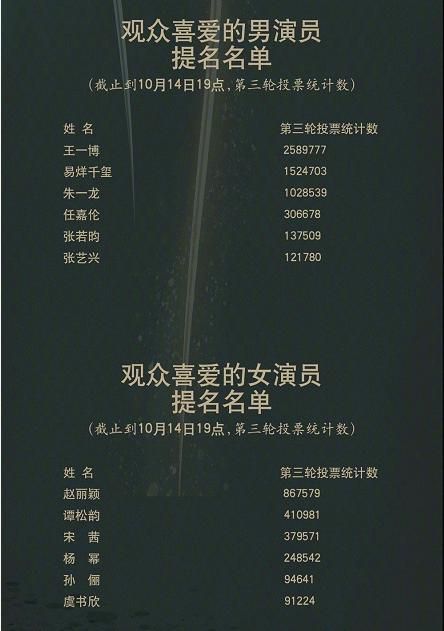 观众喜爱的男演员
提名名单
（截止到10月14日19点，第三轮投票统计数）
姓 名 第三轮投票统计数
王一博 2589777
易烊千玺 1524703
朱一龙 1028539
任嘉伦 306678
张若昀 137509
张艺兴 121780
观众喜爱的女演员
提名名单
（截止到10月14日19点，第三轮投票统计数）
姓 名 第三轮投票统计数
赵丽颖 867579
谭松韵 410981
宋 茜 379571
杨 幂 248542
孙 俪 94641
虞书欣 91224